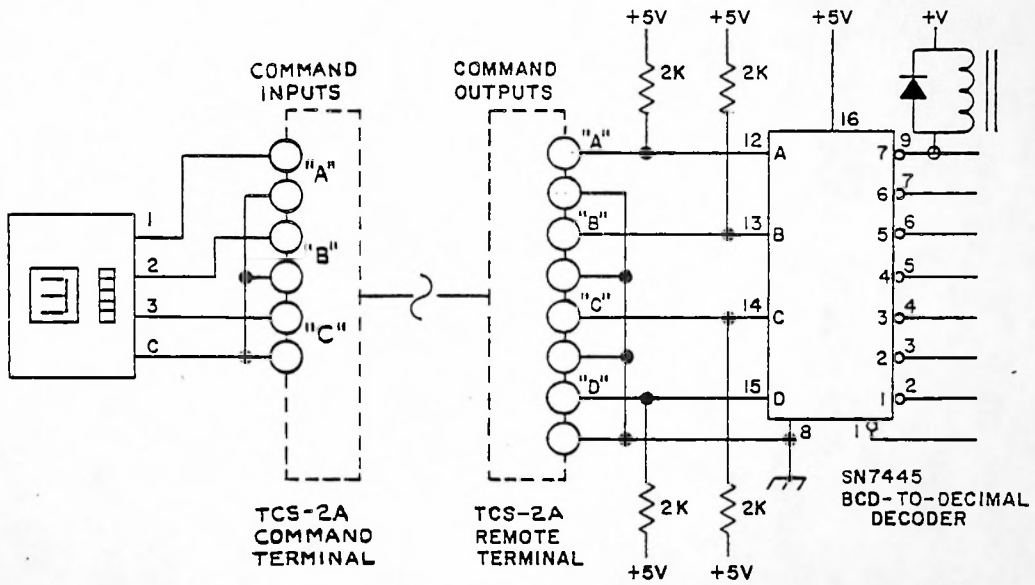 +5V
+5V
+5V
+V
COMMAND
INPUTS
COMMAND
OUTPUTS
2K
2K
16
"A"
"A"
12
A
7
9
6
7
1
"B"
13
B
5
6
2
"B"
4
5
3
"C"
"C"
14
C
3
4
C
2
3
"D"
15
D
1
2
8
1
TCS-2A
COMMAND
TERMINAL
TCS-2A
REMOTE
TERMINAL
2K
2K
SN7445
BCD-TO-DECIMAL
DECODER
+5V
+5V